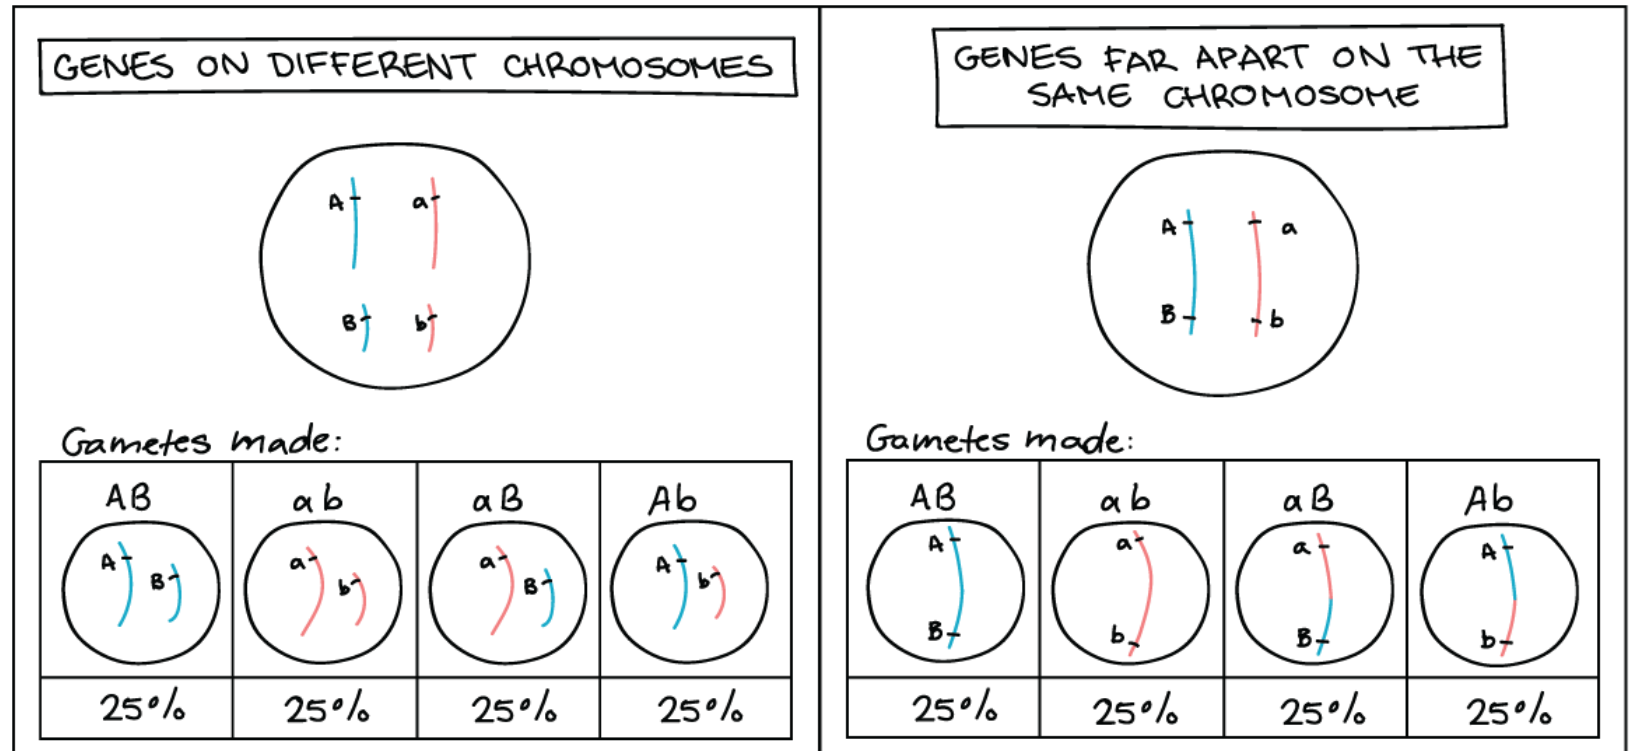 GENES ON DIFFERENT CHROMOSOMES
A a
B b
Gametes made:
AB ab aB Ab
A B a b a B A b
25% 25% 25% 25%
GENES FAR APART ON THE
SAME CHROMOSOME
A a
B b
Gametes made:
AB ab aB Ab
A a a A
B b B b
25% 25% 25% 25%